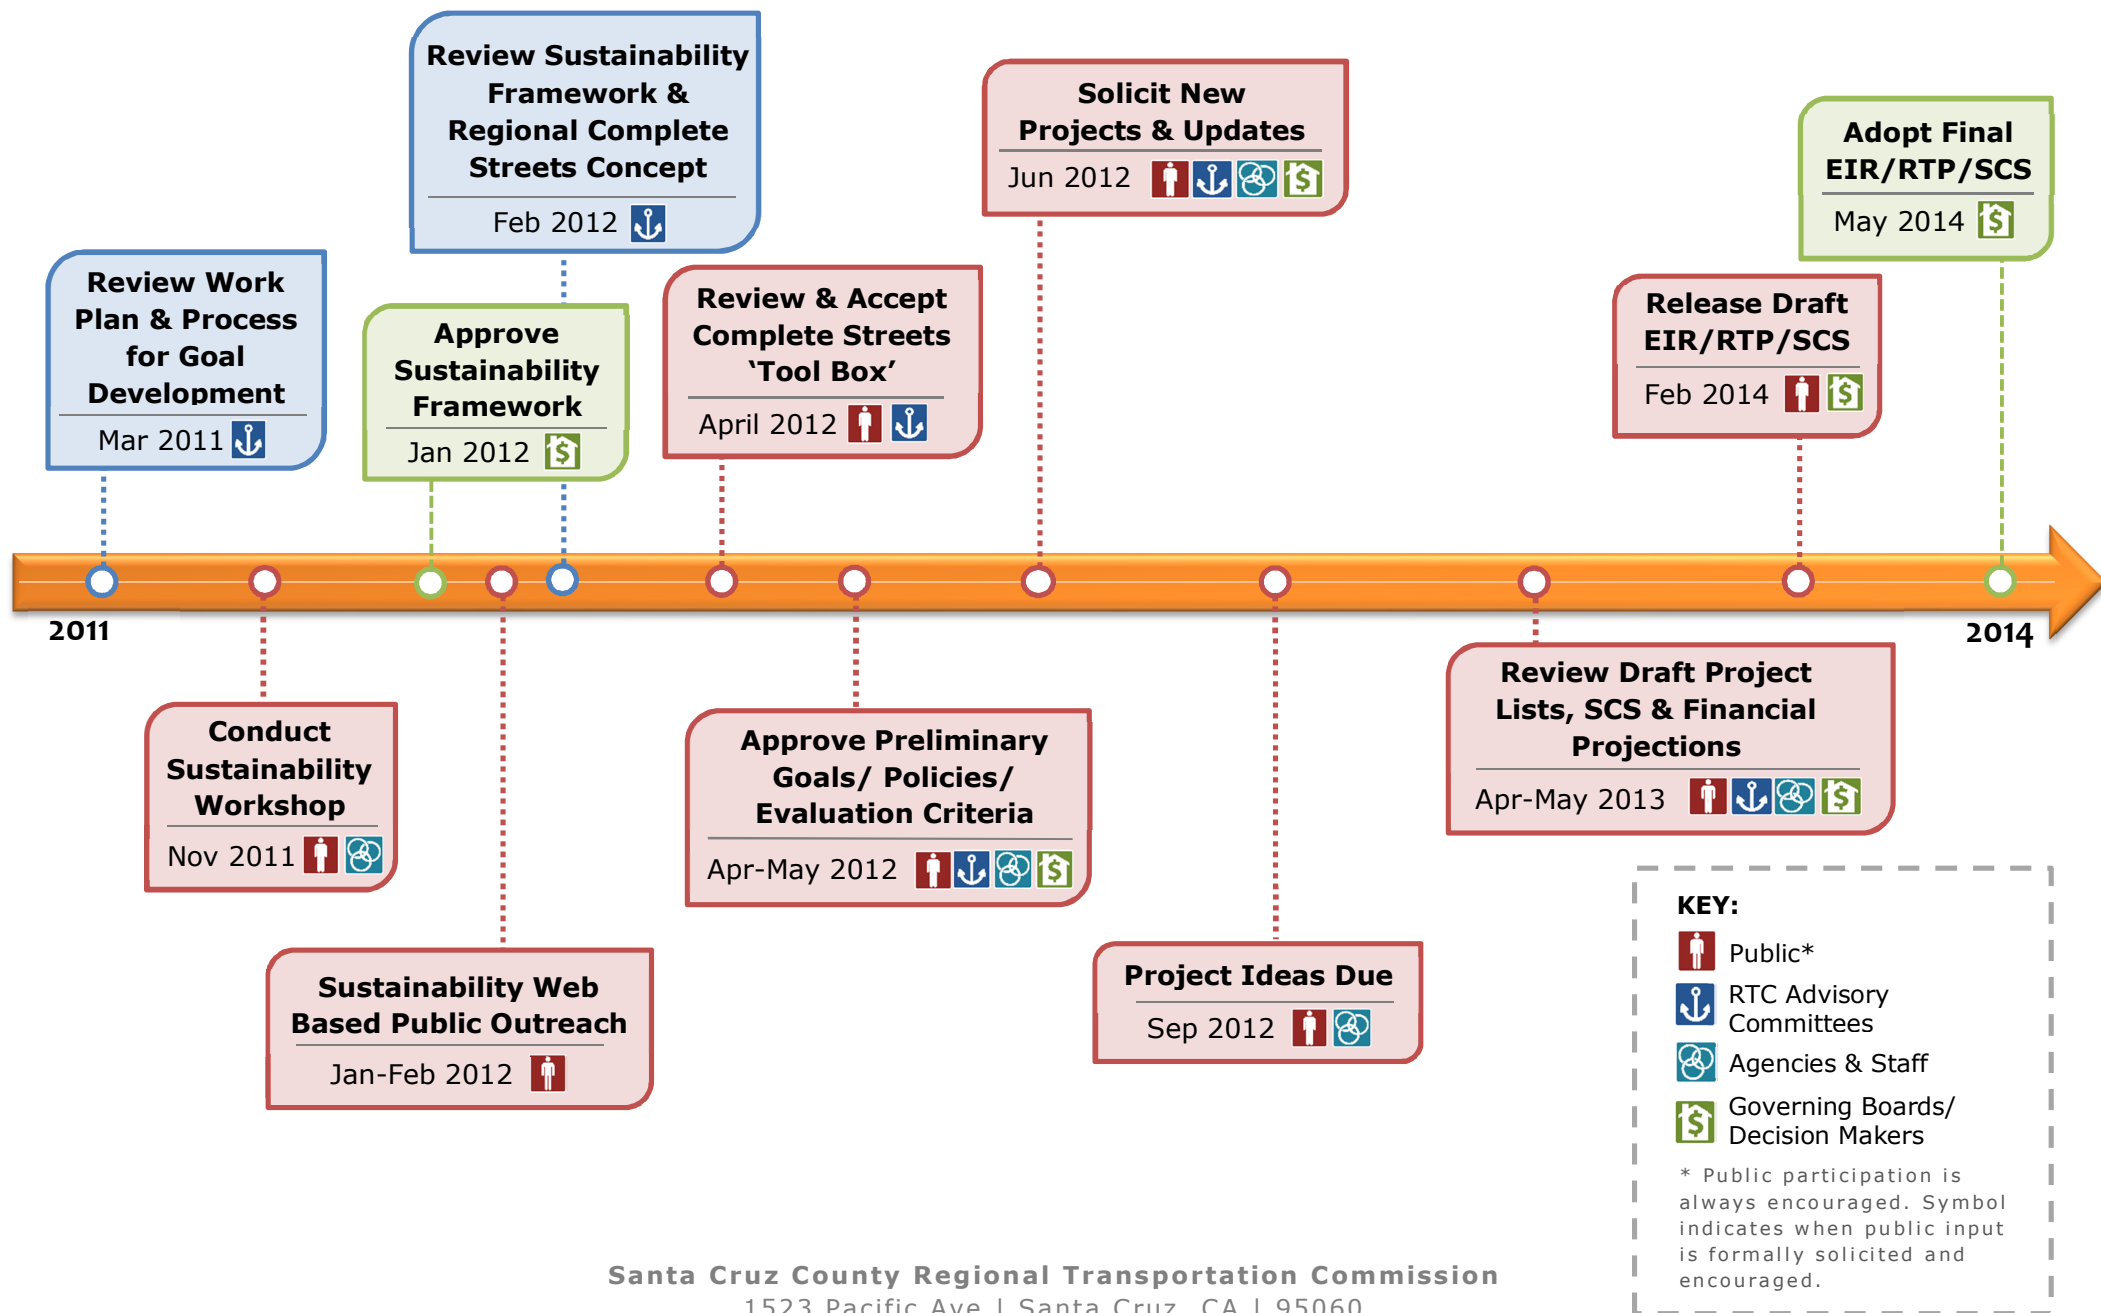 Review Sustainability
Framework &
Regional Complete
Streets Concept
Feb 2012
Solicit New
Projects & Updates
Jun 2012
Adopt Final
EIR/RTP/SCS
May 2014
Review Work
Plan & Process
for Goal
Development
Mar 2011
Approve
Sustainability
Framework
Jan 2012
Review & Accept
Complete Streets
‘Tool Box’
April 2012
Release Draft
EIR/RTP/SCS
Feb 2014
2011
2014
Conduct
Sustainability
Workshop
Nov 2011
Approve Preliminary
Goals/ Policies/
Evaluation Criteria
Apr-May 2012
Review Draft Project
Lists, SCS & Financial
Projections
Apr-May 2013
Sustainability Web
Based Public Outreach
Jan-Feb 2012
Project Ideas Due
Sep 2012
KEY:
Public*
RTC Advisory
Committees
Agencies & Staff
Governing Boards/
Decision Makers
* Public participation is
always encouraged. Symbol
indicates when public input
is formally solicited and
encouraged.
Santa Cruz County Regional Transportation Commission
1523 Pacific Ave | Santa Cruz, CA | 95060